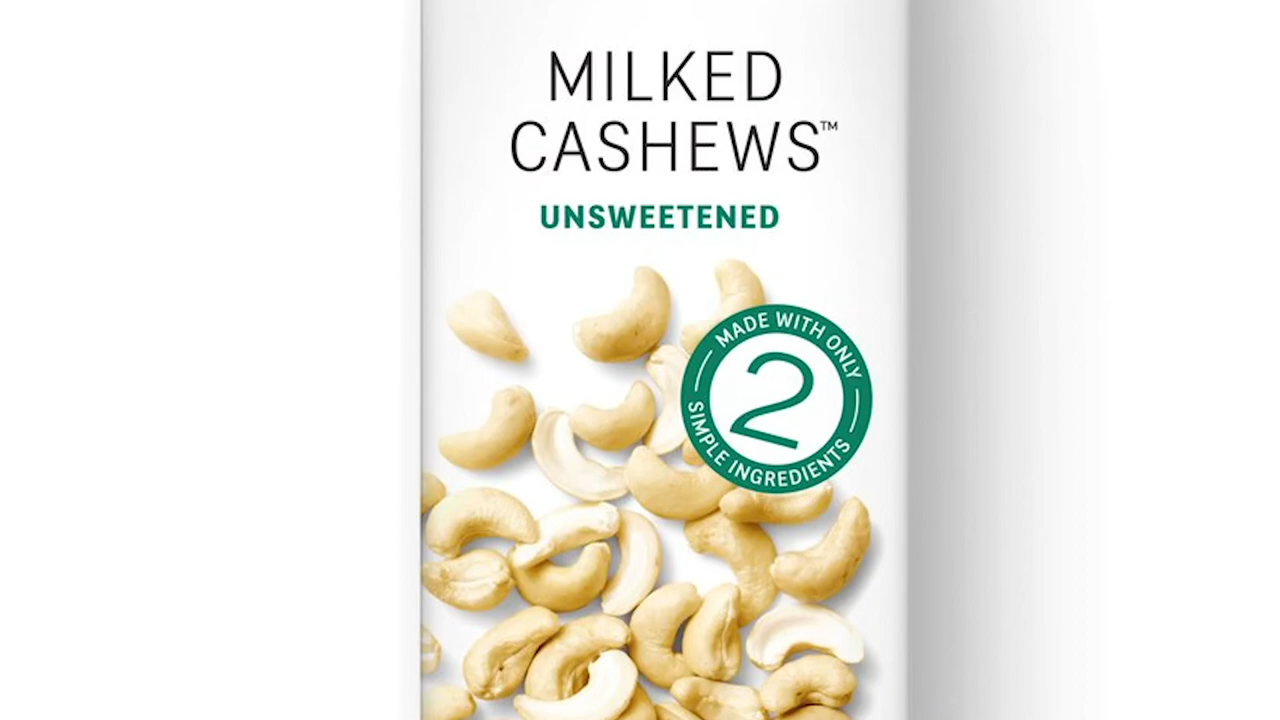 MILKED
CASHEWS™
UNSWEETENED
MADE WITH ONLY
2
SIMPLE INGREDIENTS